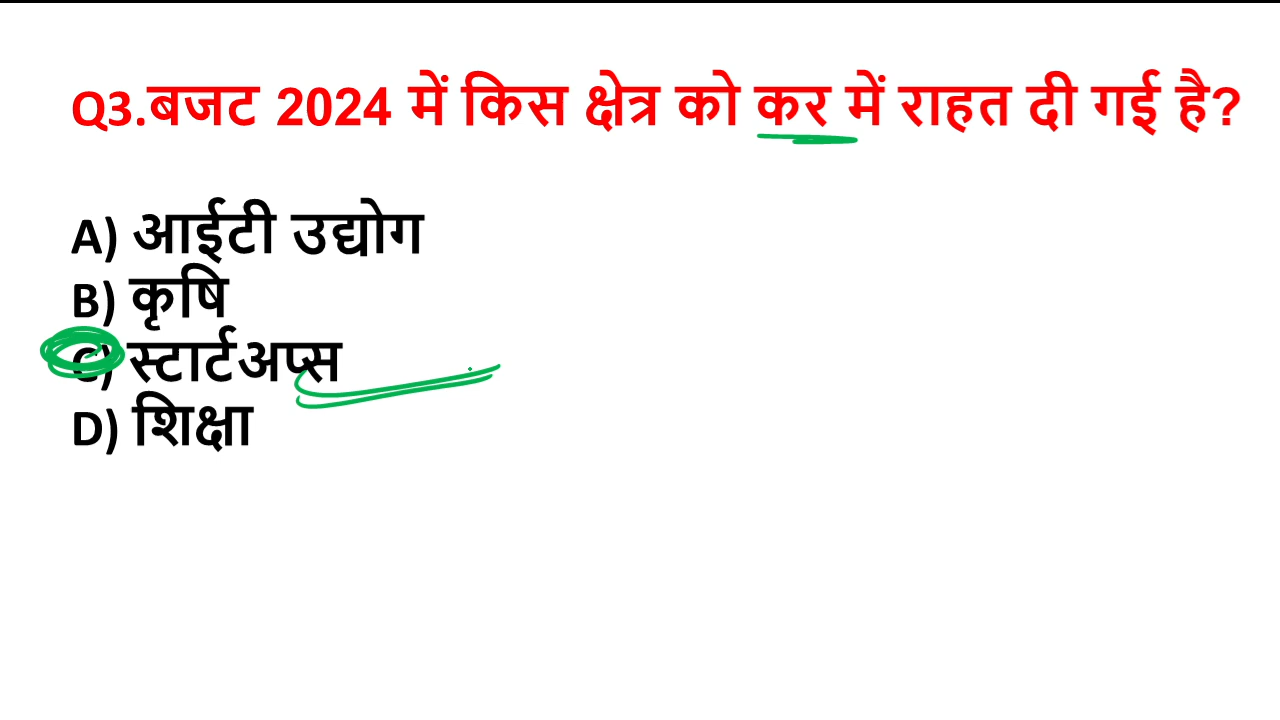 Q3.बजट 2024 में किस क्षेत्र को कर में राहत दी गई है?
A) आईटी उद्योग
B) कृषि
C) स्टार्टअप्स
D) शिक्षा